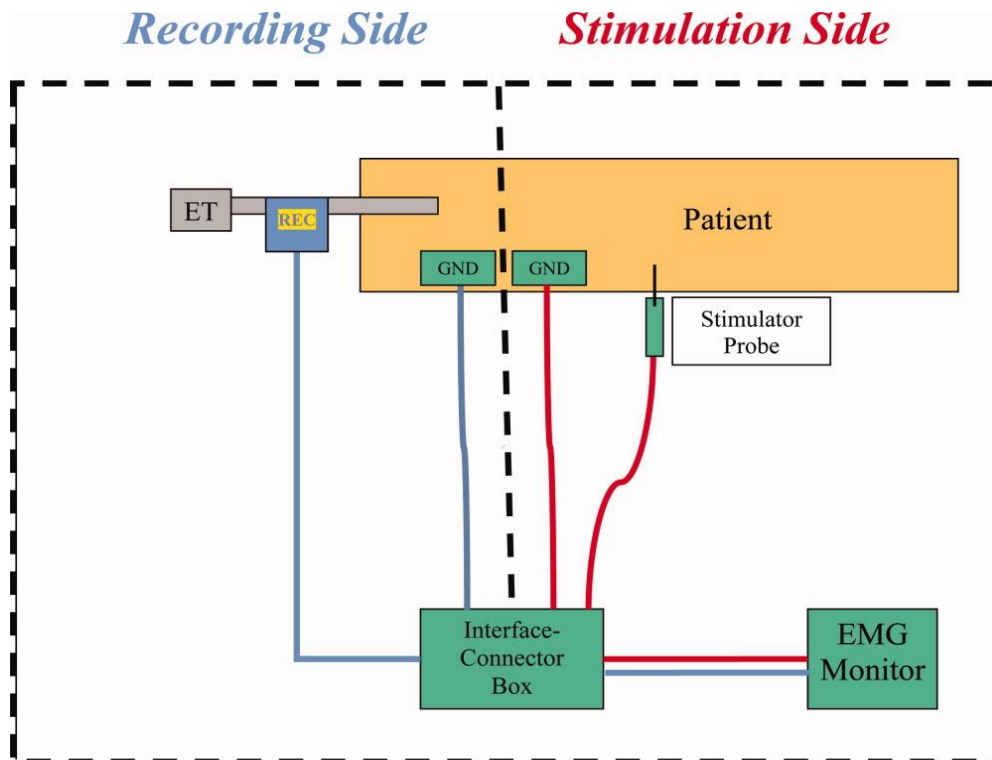 Recording Side
Stimulation Side
ET
REC
Patient
GND
GND
Stimulator
Probe
Interface-
Connector
Box
EMG
Monitor